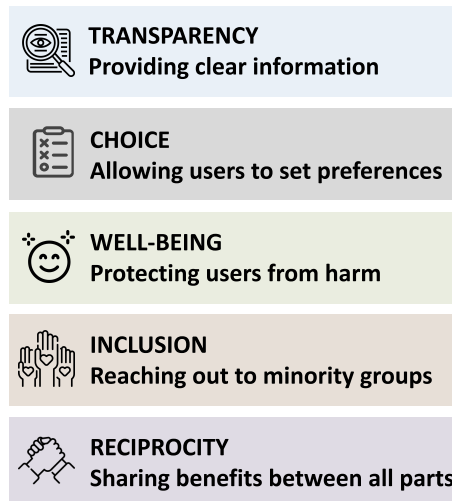 TRANSPARENCY
Providing clear information
CHOICE
Allowing users to set preferences
WELL-BEING
Protecting users from harm
INCLUSION
Reaching out to minority groups
RECIPROCITY
Sharing benefits between all parts